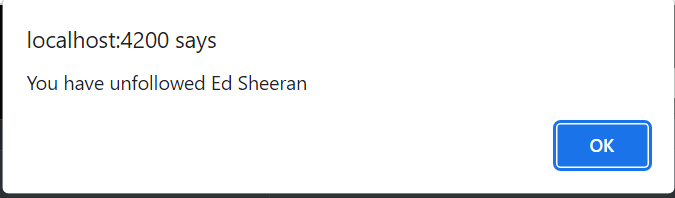 localhost:4200 says
You have unfollowed Ed Sheeran
OK